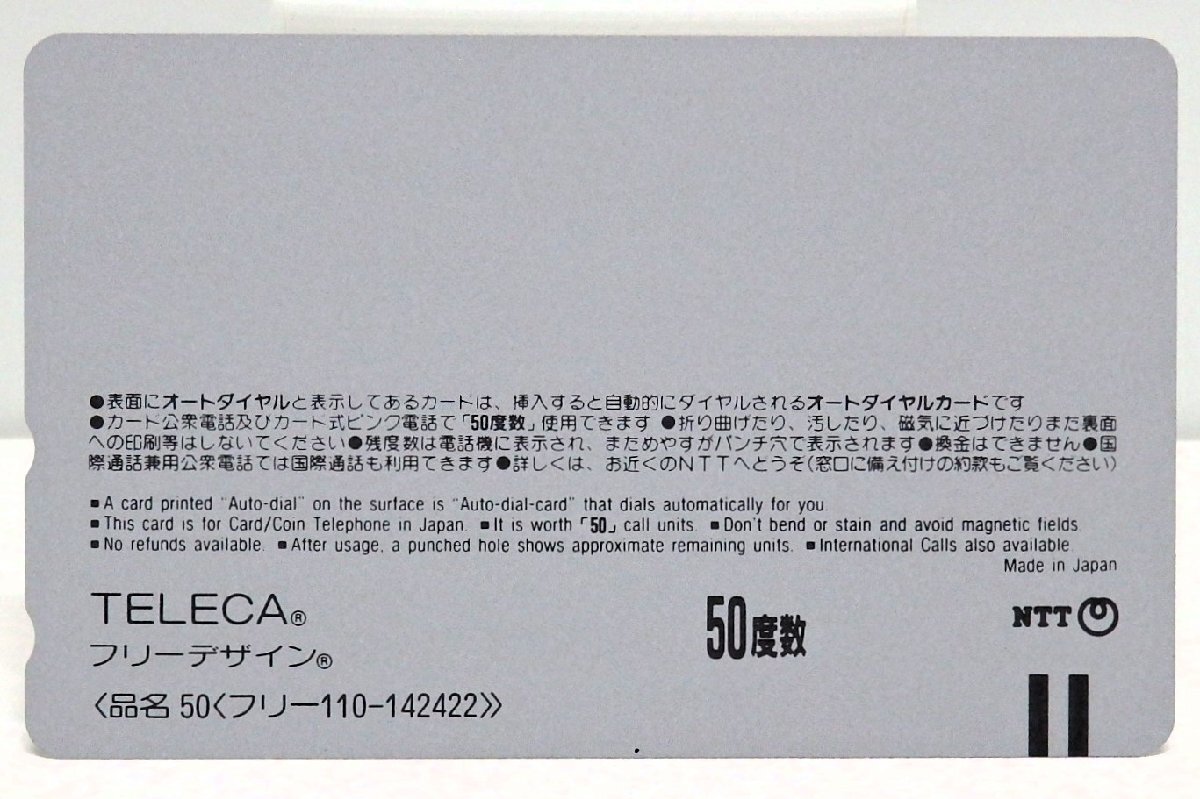 ●表面にオートダイヤルと表示してあるカードは、挿入すると自動的にダイヤルされるオートダイヤルカードです
●カード公衆電話及びカード式ピンク電話で「50度数」使用できます ●折り曲げたり、汚したり、磁気に近づけたりまた裏面
への印刷等はしないでください●残度数は電話機に表示され、まためやすがパンチ穴で表示されます●換金はできません●国
際通話兼用公衆電話では国際通話も利用できます●詳しくは、お近くのNTTへどうぞ(窓口に備え付けの約款もご覧ください)
■A card printed “Auto-dial” on the surface is “Auto-dial-card” that dials automatically for you.
■This card is for Card/Coin Telephone in Japan. ■It is worth「50」call units. ■Don't bend or stain and avoid magnetic fields.
■No refunds available. ■After usage, a punched hole shows approximate remaining units. ■International Calls also available.
Made in Japan
TELECA®
フリーデザイン®
50度数
NTT
〈品名 50〈フリー110-142422〉〉